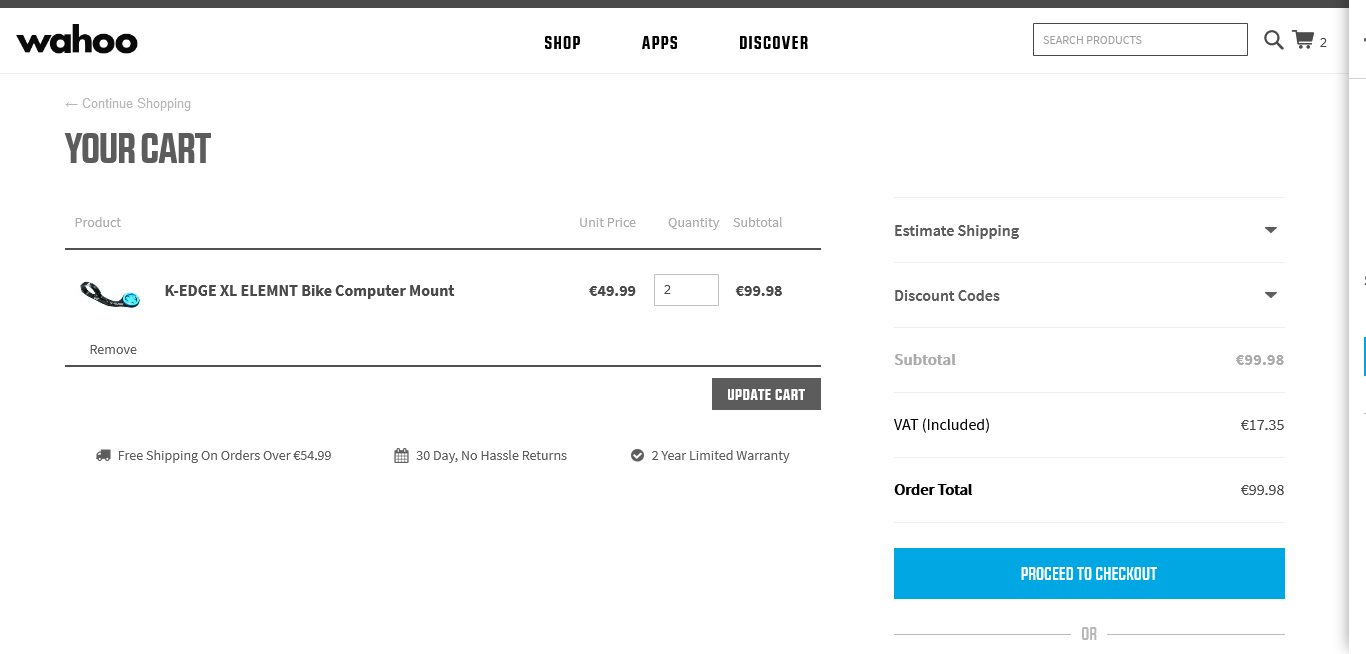 wahoo
SHOP APPS DISCOVER
SEARCH PRODUCTS
2
← Continue Shopping
YOUR CART
Product Unit Price Quantity Subtotal
K-EDGE XL ELEMNT Bike Computer Mount €49.99 2 €99.98
Remove
UPDATE CART
Free Shipping On Orders Over €54.99 30 Day, No Hassle Returns 2 Year Limited Warranty
Estimate Shipping
Discount Codes
Subtotal €99.98
VAT (Included) €17.35
Order Total €99.98
PROCEED TO CHECKOUT
OR